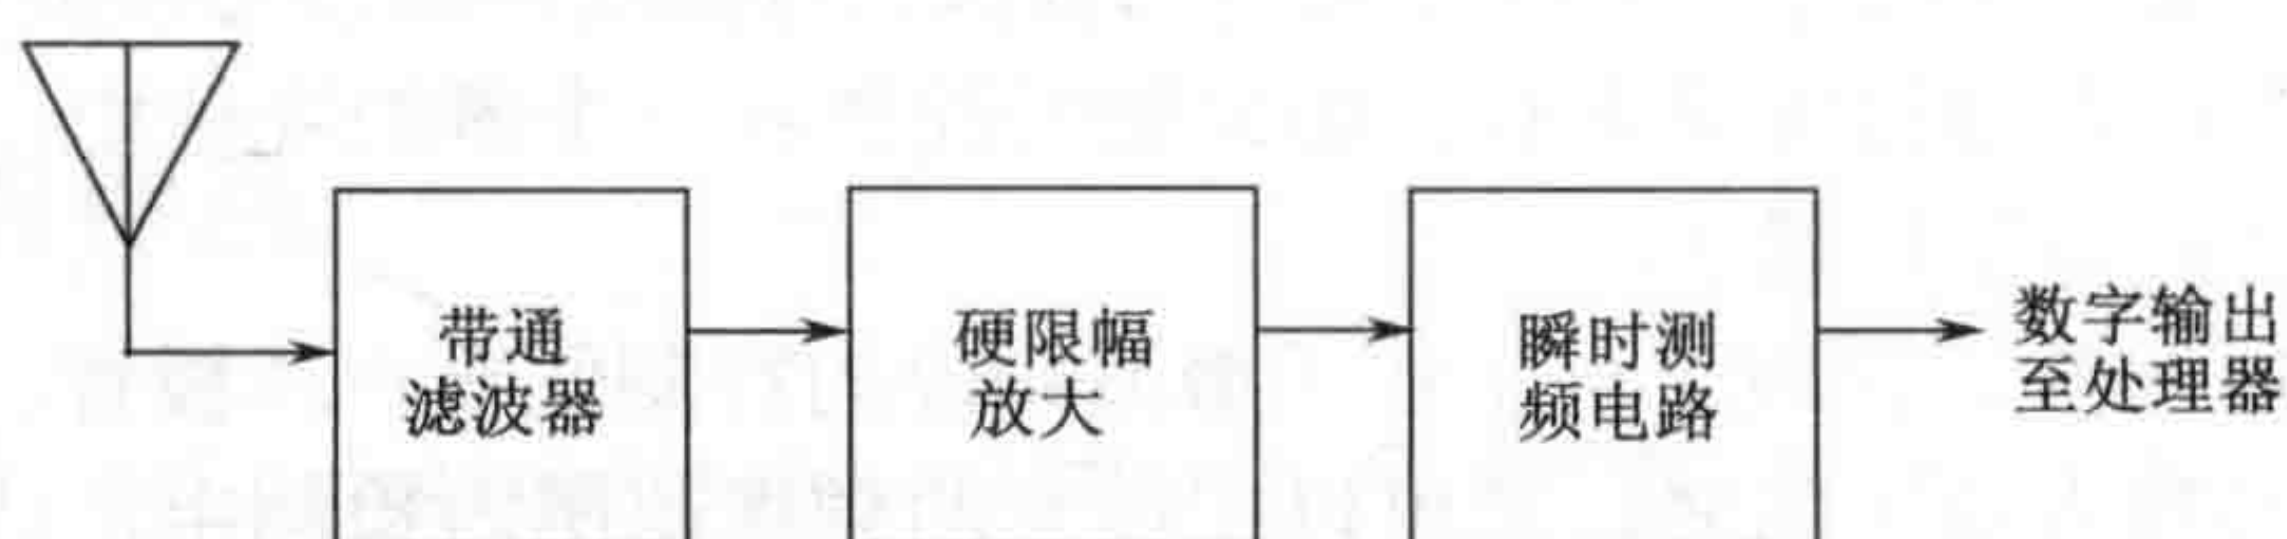 带通
滤波器
硬限幅
放大
瞬时测
频电路
数字输出
至处理器